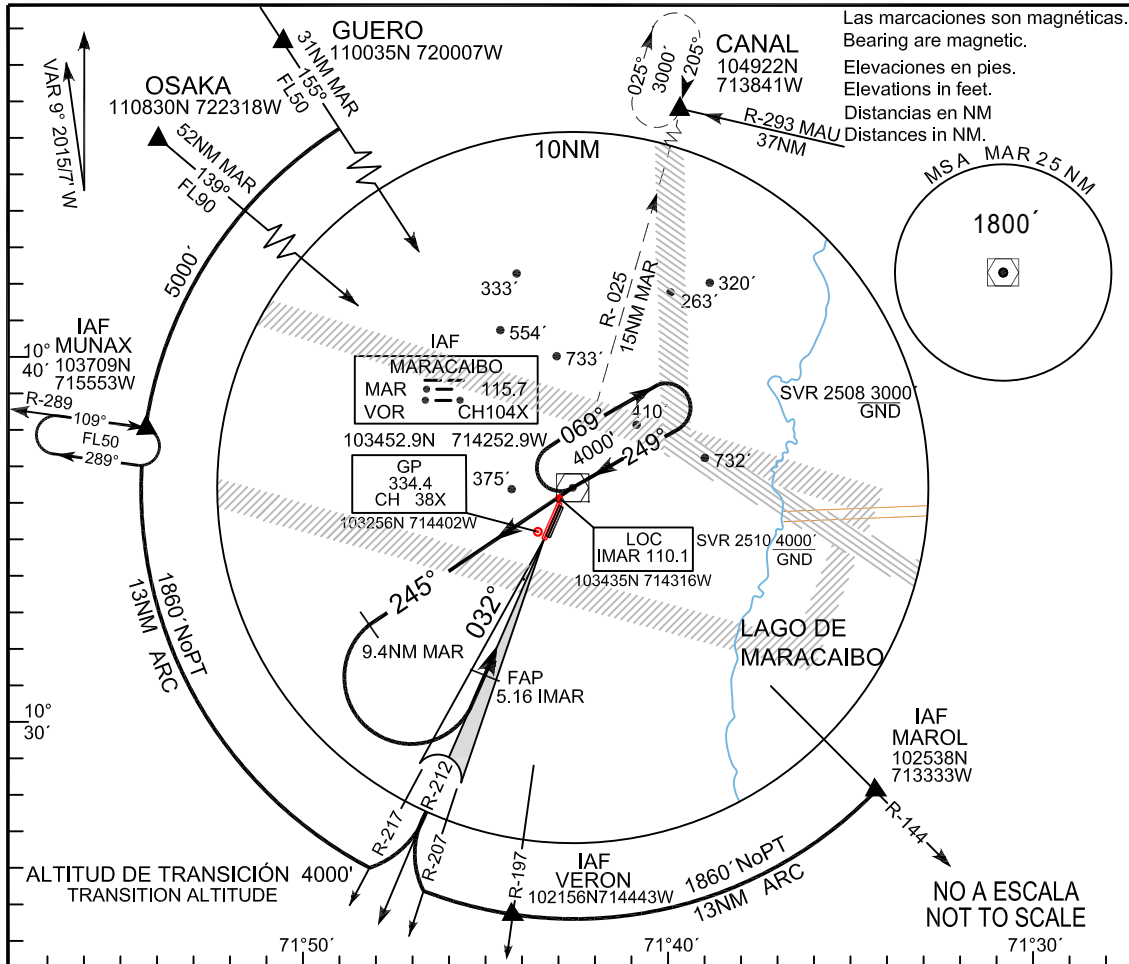 Las marcaciones son magnéticas.
Bearing are magnetic.
Elevaciones en pies.
Elevations in feet.
Distancias en NM
Distances in NM.
GUERO
110035N 720007W
31NM MAR
155º
FL50
OSAKA
110830N 722318W
52NM MAR
139º
FL90
VAR 9° 2015/7' W
CANAL
104922N
713841W
025°
3000´
205°
R-293 MAU
37NM
10NM
MSA MAR 25 NM
1800´
5000´
R- 025
15NM MAR
333´
320´
263´
554´
733´
IAF
MUNAX
103709N
715553W
10°
40´
R-289
109°
FL50
289°
IAF
MARACAIBO
MAR 115.7
VOR CH104X
103452.9N 714252.9W
069°
4000'
249°
410´
732´
SVR 2508 3000´
GND
GP
334.4
CH 38X
103256N 714402W
375´
LOC
IMAR 110.1
103435N 714316W
SVR 2510 4000´
GND
245°
032°
9.4NM MAR
FAP
5.16 IMAR
LAGO DE
MARACAIBO
1860´NoPT
13NM ARC
10°
30´
IAF
MAROL
102538N
713333W
R-144
R-217
R-212
R-207
R-197
IAF
VERON
102156N714443W
1860´NoPT
13NM ARC
ALTITUD DE TRANSICIÓN 4000'
TRANSITION ALTITUDE
NO A ESCALA
NOT TO SCALE
71°50´
71°40´
71°30´